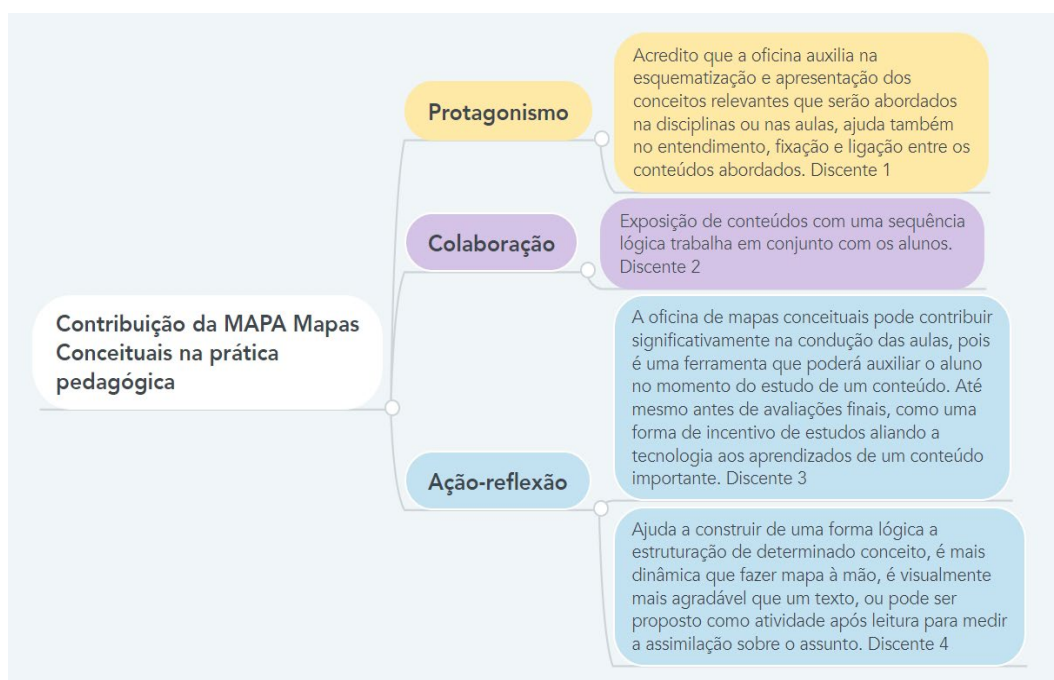 Contribuição da MAPA Mapas
Conceituais na prática
pedagógica
Protagonismo
Acredito que a oficina auxilia na
esquematização e apresentação dos
conceitos relevantes que serão abordados
na disciplinas ou nas aulas, ajuda também
no entendimento, fixação e ligação entre os
conteúdos abordados. Discente 1
Colaboração
Exposição de conteúdos com uma sequência
lógica trabalha em conjunto com os alunos.
Discente 2
Ação-reflexão
A oficina de mapas conceituais pode contribuir
significativamente na condução das aulas, pois
é uma ferramenta que poderá auxiliar o aluno
no momento do estudo de um conteúdo. Até
mesmo antes de avaliações finais, como uma
forma de incentivo de estudos aliando a
tecnologia aos aprendizados de um conteúdo
importante. Discente 3
Ajuda a construir de uma forma lógica a
estruturação de determinado conceito, é mais
dinâmica que fazer mapa à mão, é visualmente
mais agradável que um texto, ou pode ser
proposto como atividade após leitura para medir
a assimilação sobre o assunto. Discente 4